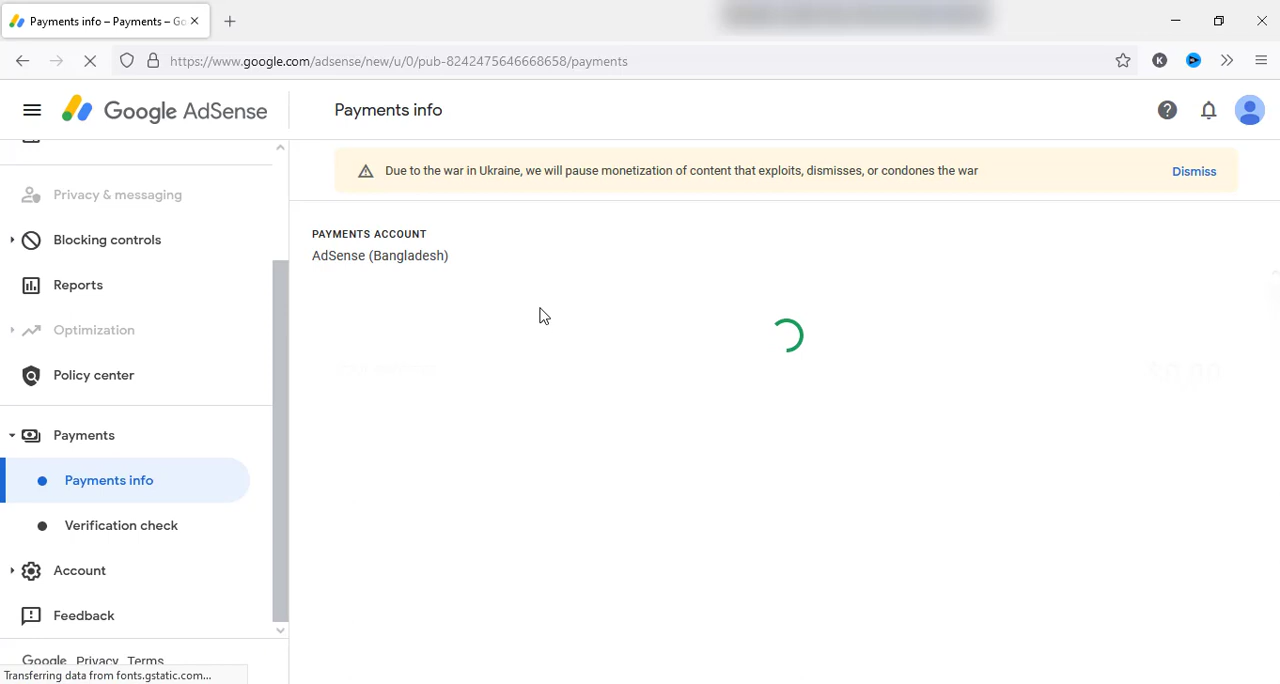 Payments info – Payments – Go
https://www.google.com/adsense/new/u/0/pub-8242475646668658/payments
K
Google AdSense
Payments info
Due to the war in Ukraine, we will pause monetization of content that exploits, dismisses, or condones the war
Dismiss
Privacy & messaging
Blocking controls
Reports
Optimization
Policy center
Payments
Payments info
Verification check
Account
Feedback
Google Privacy Terms
Transferring data from fonts.gstatic.com...
PAYMENTS ACCOUNT
AdSense (Bangladesh)